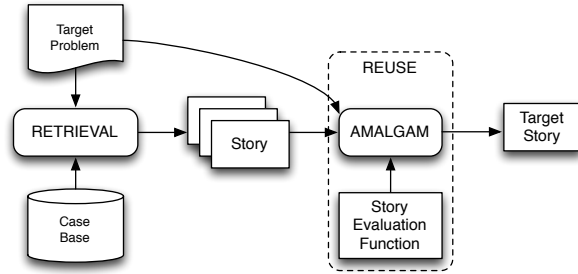 Target
Problem
REUSE
RETRIEVAL
Story
AMALGAM
Target
Story
Case
Base
Story
Evaluation
Function